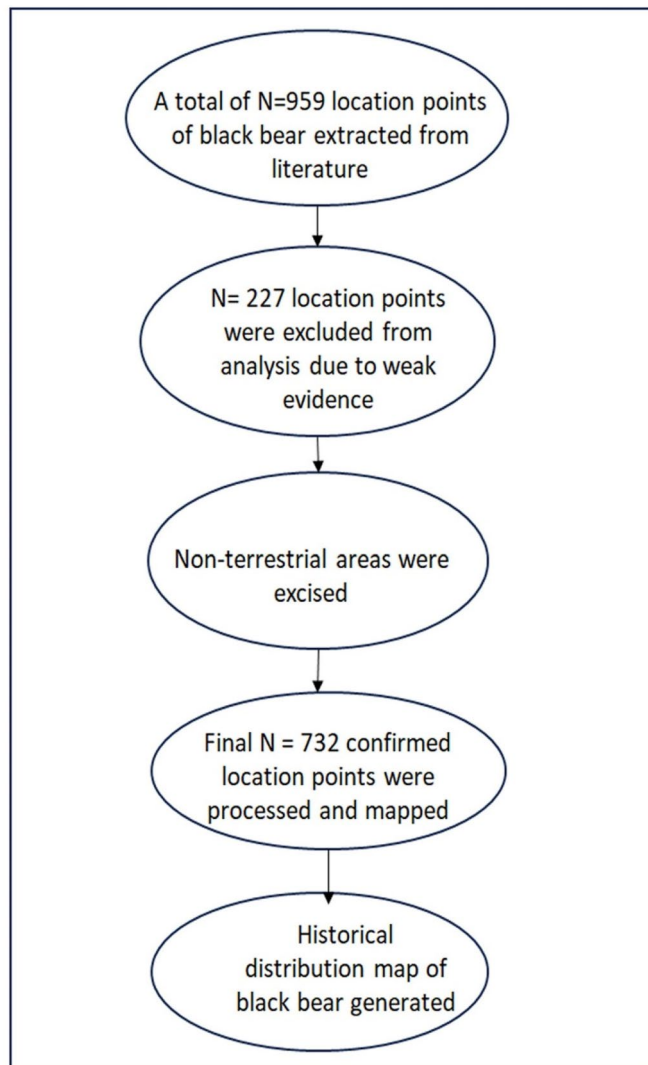 A total of N=959 location points
of black bear extracted from
literature
N= 227 location points
were excluded from
analysis due to weak
evidence
Non-terrestrial areas were
excised
Final N = 732 confirmed
location points were
processed and mapped
Historical
distribution map of
black bear generated